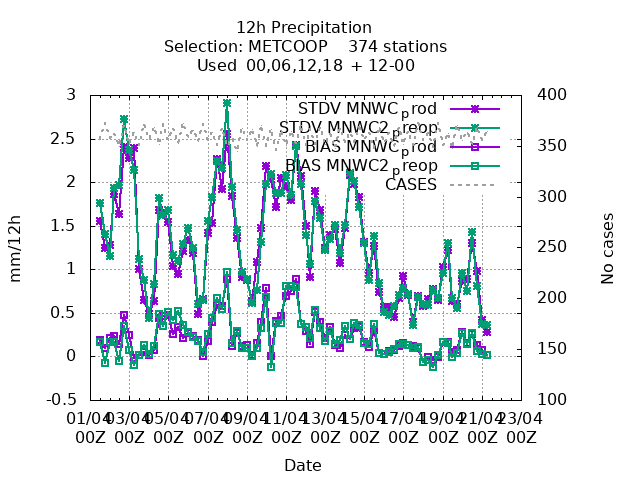 12h Precipitation
Selection: METCOOP    374 stations
Used  00,06,12,18 + 12-00
STDV MNWC_prod
STDV MNWC2_preop
BIAS MNWC_prod
BIAS MNWC2_preop
CASES
3
2.5
2
1.5
1
0.5
0
-0.5
400
350
300
250
200
150
100
mm/12h
No cases
01/04 03/04 05/04 07/04 09/04 11/04 13/04 15/04 17/04 19/04 21/04 23/04
00Z 00Z 00Z 00Z 00Z 00Z 00Z 00Z 00Z 00Z 00Z 00Z
Date